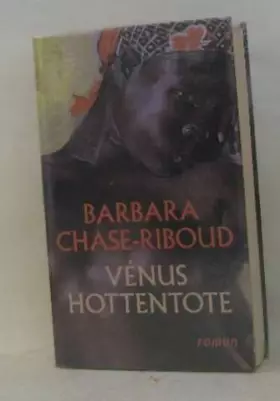 BARBARA
CHASE-RIBOUD
VÉNUS
HOTTENTOTE
roman